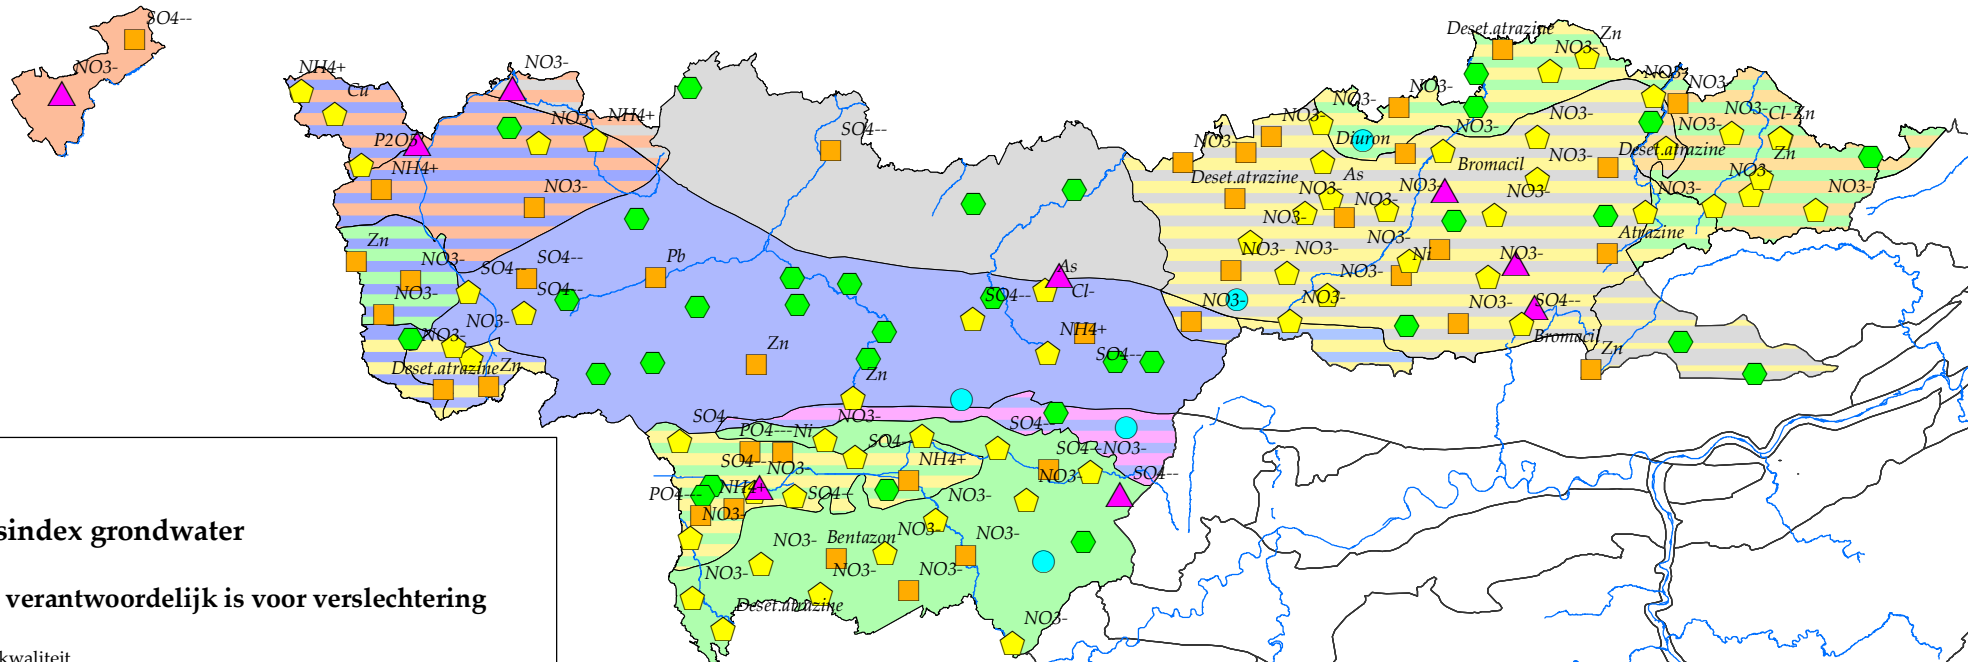 SO4--
NO3-
NH4+
Cu
P2O5
NH4+
NO3-
NO3-
NH4+
NO3-
SO4--
Zn
NO3-
NO3-
SO4--
SO4--
SO4--
NO3-
NO3-
Deset.atrazine
Zn
Pb
Zn
Zn
As
Cl-
SO4--
NH4+
SO4--
NO3-
Deset.atrazine
NO3-
NO3-
Diuron
NO3-
As
NO3-
NO3-
NO3-
NO3-
NO3-
NO3-
NO3-
NO3-
NO3-
Ni
NO3-
NO3-
Bromacil
NO3-
NO3-
NO3-
NO3-
NO3-
SO4--
Bromacil
Zn
Deset.atrazine
NO3-
Zn
NO3-
NO3-
NO3-
Cl-Zn
NO3-
Deset.atrazine
Zn
NO3-
NO3-
NO3-
Atrazine
SO4--
PO4---
Ni
NO3-
SO4--
SO4--
NO3-
NH4+
SO4--
SO4--
NO3-
NO3-
SO4--
NH4+
PO4---
SO4--
NO3-
NO3-
NO3-
Bentazon
NO3-
NO3-
NO3-
NO3-
NO3-
Deset.atrazine
NO3-
sindex grondwater
verantwoordelijk is voor verslechtering
kwaliteit